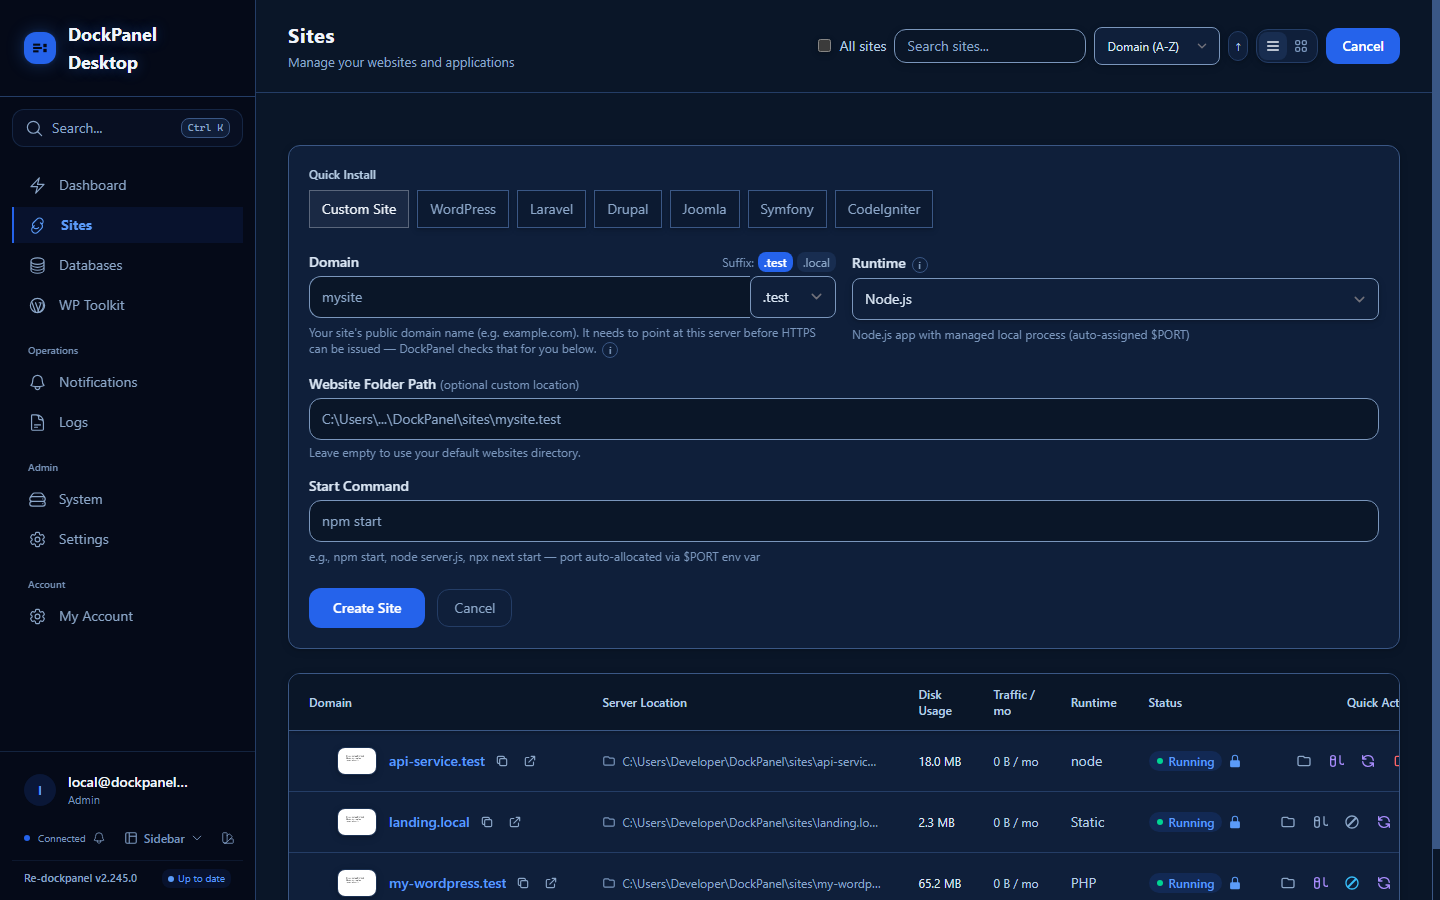 DockPanel
Desktop
Search...
Ctrl K
Dashboard
Sites
Databases
WP Toolkit
Operations
Notifications
Logs
Admin
System
Settings
Account
My Account
I
local@dockpanel...
Admin
Connected
Sidebar
Re-dockpanel v2.245.0
Up to date
Sites
Manage your websites and applications
All sites
Search sites...
Domain (A-Z)
↑
Cancel
Quick Install
Custom Site
WordPress
Laravel
Drupal
Joomla
Symfony
CodeIgniter
Domain
Suffix: .test .local
mysite
.test
Your site's public domain name (e.g. example.com). It needs to point at this server before HTTPS
can be issued — DockPanel checks that for you below.
Runtime
Node.js
Node.js app with managed local process (auto-assigned $PORT)
Website Folder Path (optional custom location)
C:\Users\...\DockPanel\sites\mysite.test
Leave empty to use your default websites directory.
Start Command
npm start
e.g., npm start, node server.js, npx next start — port auto-allocated via $PORT env var
Create Site
Cancel
Domain
Server Location
Disk
Usage
Traffic /
mo
Runtime
Status
Quick Act
api-service.test
C:\Users\Developer\DockPanel\sites\api-servic...
18.0 MB
0 B / mo
node
Running
landing.local
C:\Users\Developer\DockPanel\sites\landing.lo...
2.3 MB
0 B / mo
Static
Running
my-wordpress.test
C:\Users\Developer\DockPanel\sites\my-wordp...
65.2 MB
0 B / mo
PHP
Running